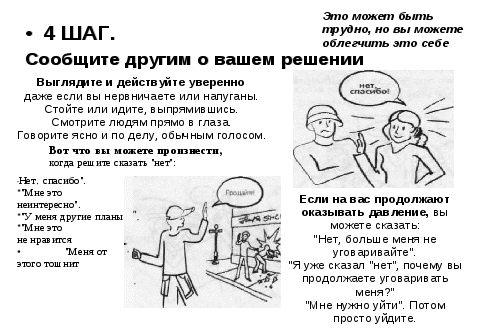 • 4 ШАГ.
Сообщите другим о вашем решении
Это может быть
трудно, но вы можете
облегчить это себе
Выглядите и действуйте уверенно
даже если вы нервничаете или напуганы.
Стойте или идите, выпрямившись.
Смотрите людям прямо в глаза.
Говорите ясно и по делу, обычным голосом.
Вот что вы можете произнести,
когда решите сказать "нет":
"Нет, спасибо".
*"Мне это
неинтересно".
*"У меня другие планы
*"Мне это
не нравится
• "Меня от
этого тошнит
Прощайте!
нет,
спасибо!
Если на вас продолжают
оказывать давление, вы
можете сказать:
"Нет, больше меня не
уговаривайте".
"Я уже сказал "нет", почему вы
продолжаете уговаривать
меня?"
"Мне нужно уйти". Потом
просто уйдите.